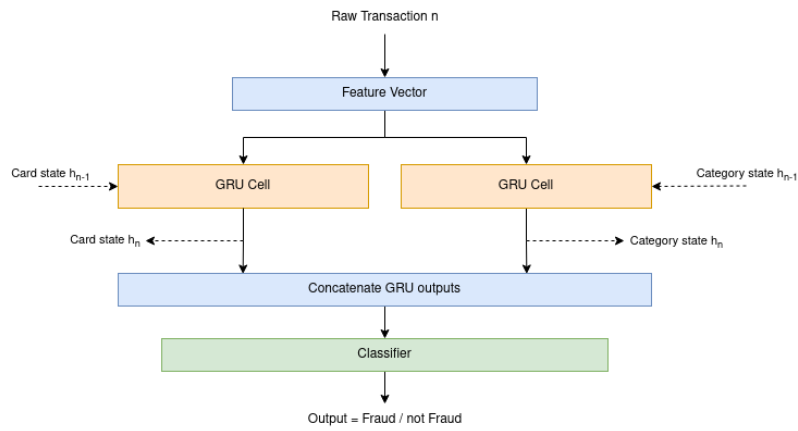 Raw Transaction n
Feature Vector
Card state hn-1
GRU Cell
GRU Cell
Category state hn-1
Card state hn
Category state hn
Concatenate GRU outputs
Classifier
Output = Fraud / not Fraud